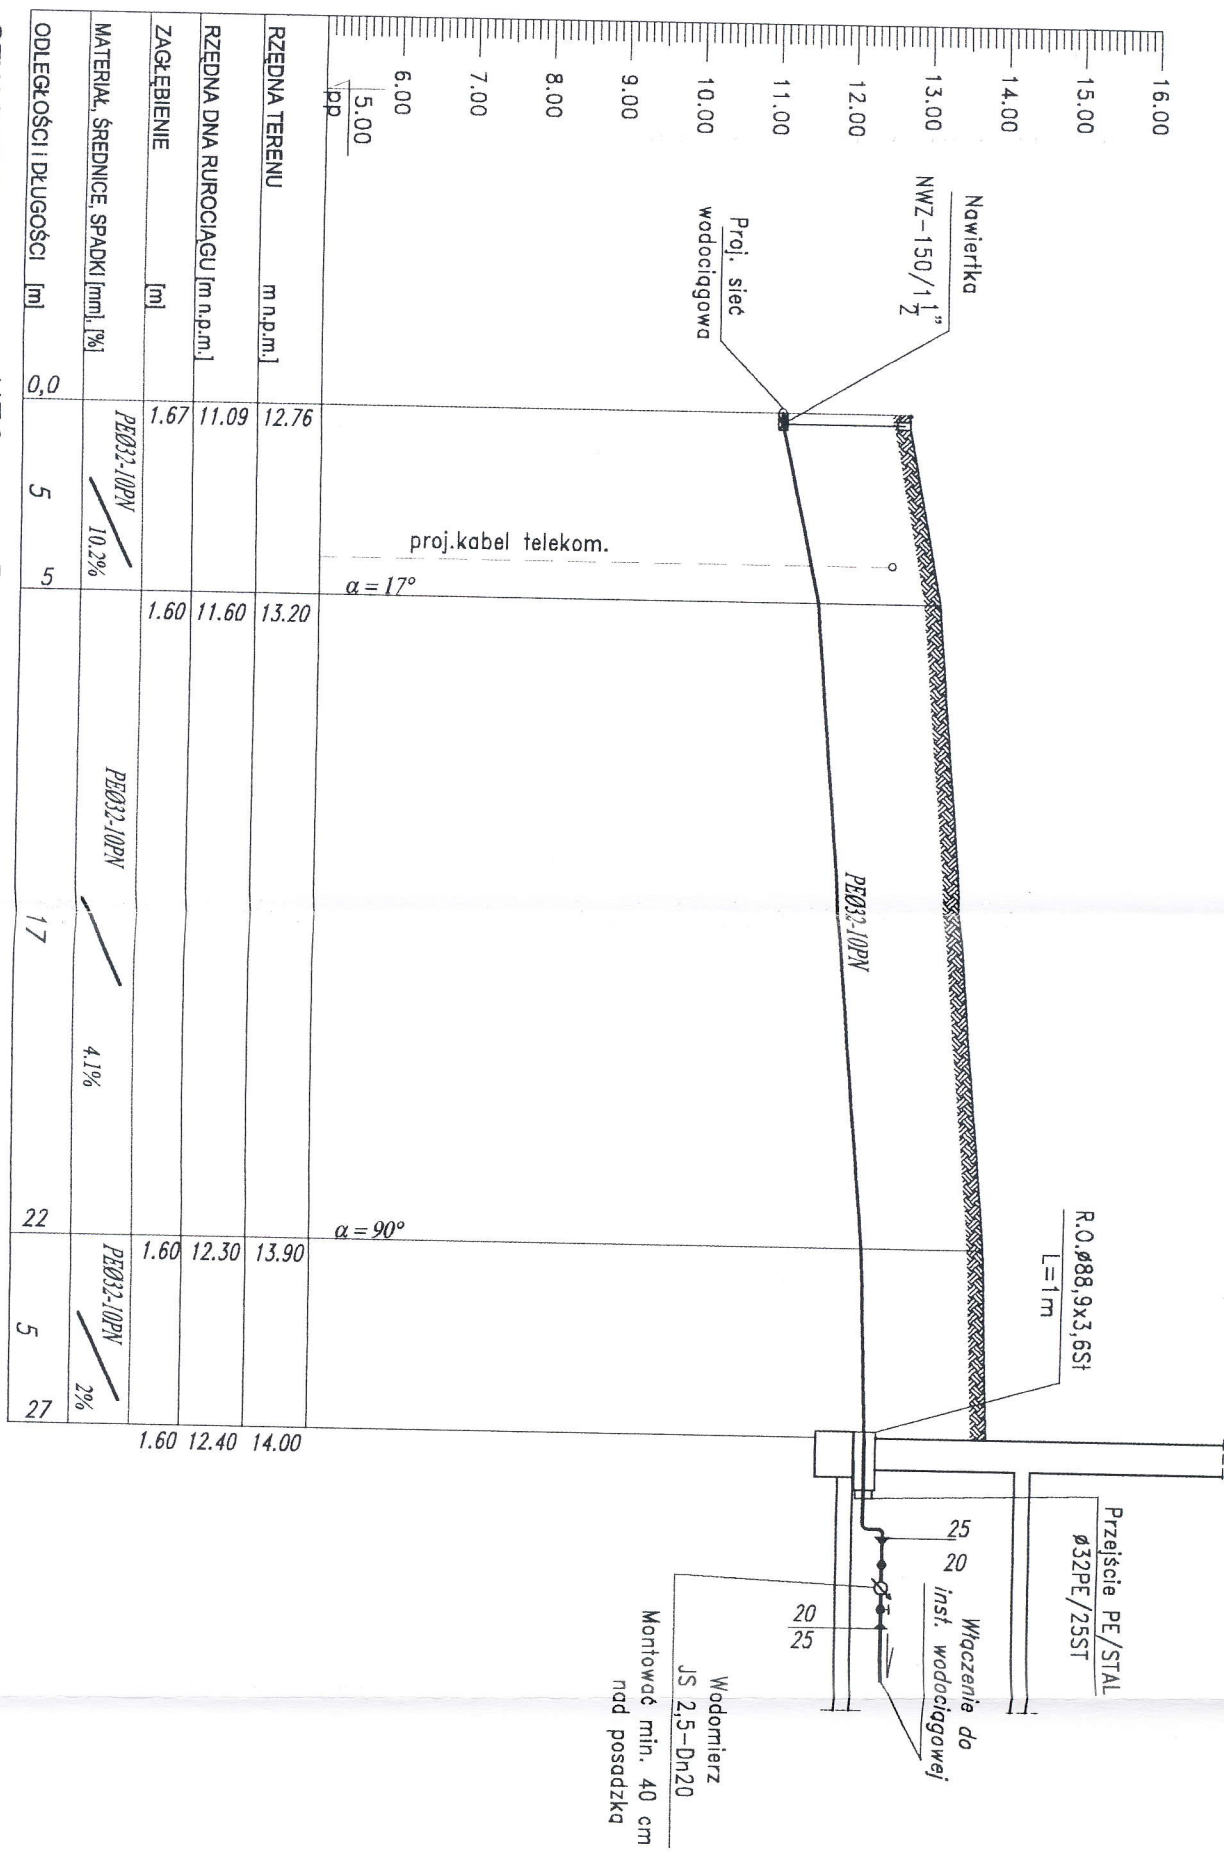 16.00
15.00
14.00
13.00
12.00
11.00
10.00
9.00
8.00
7.00
6.00
5.00
pp
Nawiertka
NWZ-150/1 1/2"
Proj. sieć
wodociągowa
proj.kabel telekom.
α = 17°
PEØ32-10PN
α = 90°
R.O.ø88,9x3,6St
L=1m
Przejście PE/STAL
ø32PE/25ST
25
20
Włączenie do
inst. wodociągowej
20
25
Wodomierz
JS 2,5-Dn20
Montować min. 40 cm
nad posadzką
RZĘDNA TERENU m n.p.m.] 12.76 13.20 13.90 14.00
RZĘDNA DNA RUROCIĄGU [m n.p.m.] 11.09 11.60 12.30 12.40
ZAGŁĘBIENIE [m] 1.67 1.60 1.60 1.60
MATERIAŁ, ŚREDNICE, SPADKI [mm], [%] PEØ32-10PN 10.2% PEØ32-10PN 4.1% PEØ32-10PN 2%
ODLEGŁOŚCI i DŁUGOŚCI [m] 0,0 5 5 17 22 5 27